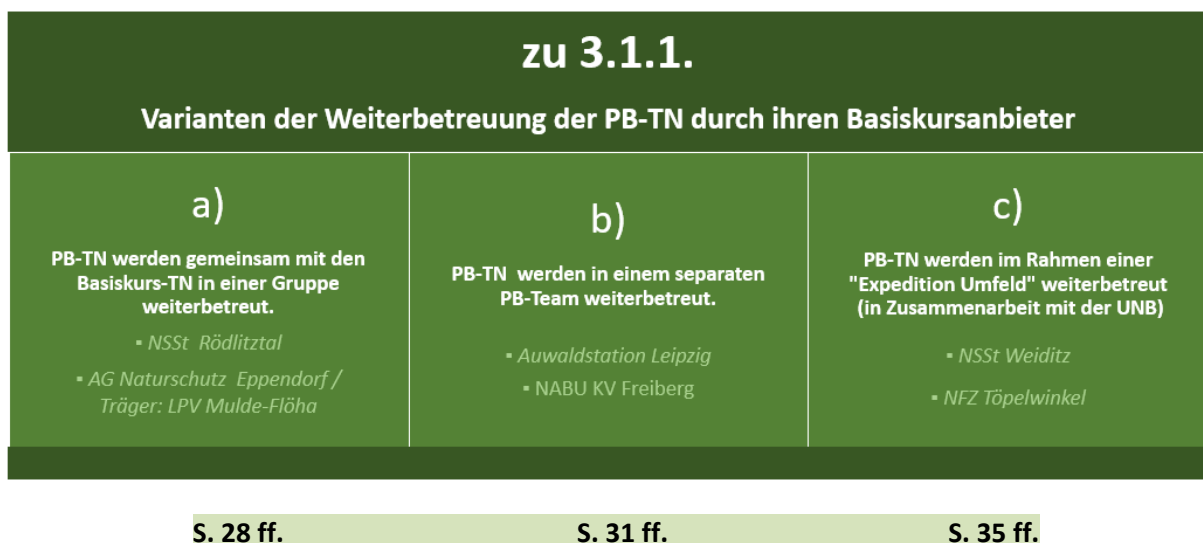 zu 3.1.1.
Varianten der Weiterbetreuung der PB-TN durch ihren Basiskursanbieter
a)
PB-TN werden gemeinsam mit den
Basiskurs-TN in einer Gruppe
weiterbetreut.
▪ NSSt Rödlitztal
▪ AG Naturschutz Eppendorf /
Träger: LPV Mulde-Flöha
b)
PB-TN werden in einem separaten
PB-Team weiterbetreut.
▪ Auwaldstation Leipzig
▪ NABU KV Freiberg
c)
PB-TN werden im Rahmen einer
"Expedition Umfeld" weiterbetreut
(in Zusammenarbeit mit der UNB)
▪ NSSt Weiditz
▪ NFZ Töpelwinkel
S. 28 ff. S. 31 ff. S. 35 ff.